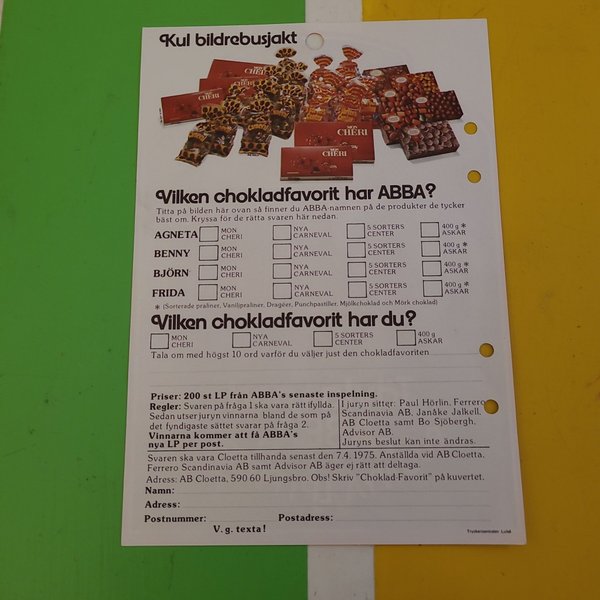 Kul bildrebusjakt
MON CHERI
MON CHERI
MON CHERI
Vilken chokladfavorit har ABBA?
Titta på bilden här ovan så finner du ABBA-namnen på de produkter de tycker
bäst om. Kryssa för de rätta svaren här nedan.
AGNETA MON CHERI NYA CARNEVAL 5 SORTERS CENTER 400 g * ASKAR
BENNY MON CHERI NYA CARNEVAL 5 SORTERS CENTER 400 g * ASKAR
BJÖRN MON CHERI NYA CARNEVAL 5 SORTERS CENTER 400 g * ASKAR
FRIDA MON CHERI NYA CARNEVAL 5 SORTERS CENTER 400 g * ASKAR
* (Sorterade praliner, Vaniljpraliner, Dragéer, Punchpastiller, Mjölkchoklad och Mörk choklad)
Vilken chokladfavorit har du?
MON CHERI NYA CARNEVAL 5 SORTERS CENTER 400 g ASKAR
Tala om med högst 10 ord varför du väljer just den chokladfavoriten
Priser: 200 st LP från ABBA's senaste inspelning.
Regler: Svaren på fråga 1 ska vara rätt ifyllda.
Sedan utser juryn vinnarna bland de som på
det fyndigaste sättet svarar på fråga 2.
Vinnarna kommer att få ABBA's
nya LP per post.
I juryn sitter: Paul Hörlin, Ferrero
Scandinavia AB, Janåke Jalkell,
AB Cloetta samt Bo Sjöbergh,
Advisor AB.
Juryns beslut kan inte ändras.
Svaren ska vara Cloetta tillhanda senast den 7.4. 1975. Anställda vid AB Cloetta,
Ferrero Scandinavia AB samt Advisor AB äger ej rätt att deltaga.
Adress: AB Cloetta, 590 60 Ljungsbro. Obs! Skriv "Choklad-Favorit" på kuvertet.
Namn:
Adress:
Postnummer: Postadress:
V. g. texta!